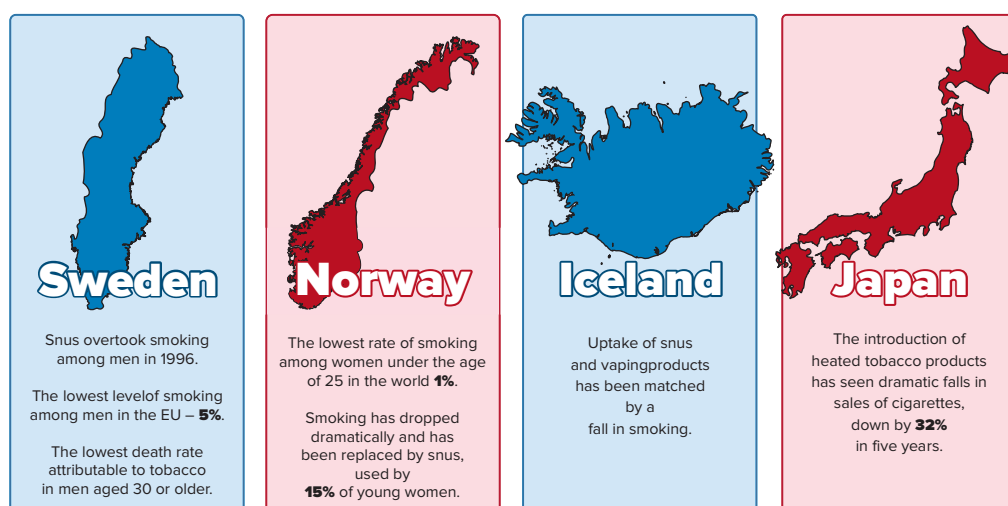 Sweden
Snus overtook smoking
among men in 1996.
The lowest levelof smoking
among men in the EU – 5%.
The lowest death rate
attributable to tobacco
in men aged 30 or older.
Norway
The lowest rate of smoking
among women under the age
of 25 in the world 1%.
Smoking has dropped
dramatically and has
been replaced by snus,
used by
15% of young women.
Iceland
Uptake of snus
and vapingproducts
has been matched
by a
fall in smoking.
Japan
The introduction of
heated tobacco products
has seen dramatic falls in
sales of cigarettes,
down by 32%
in five years.